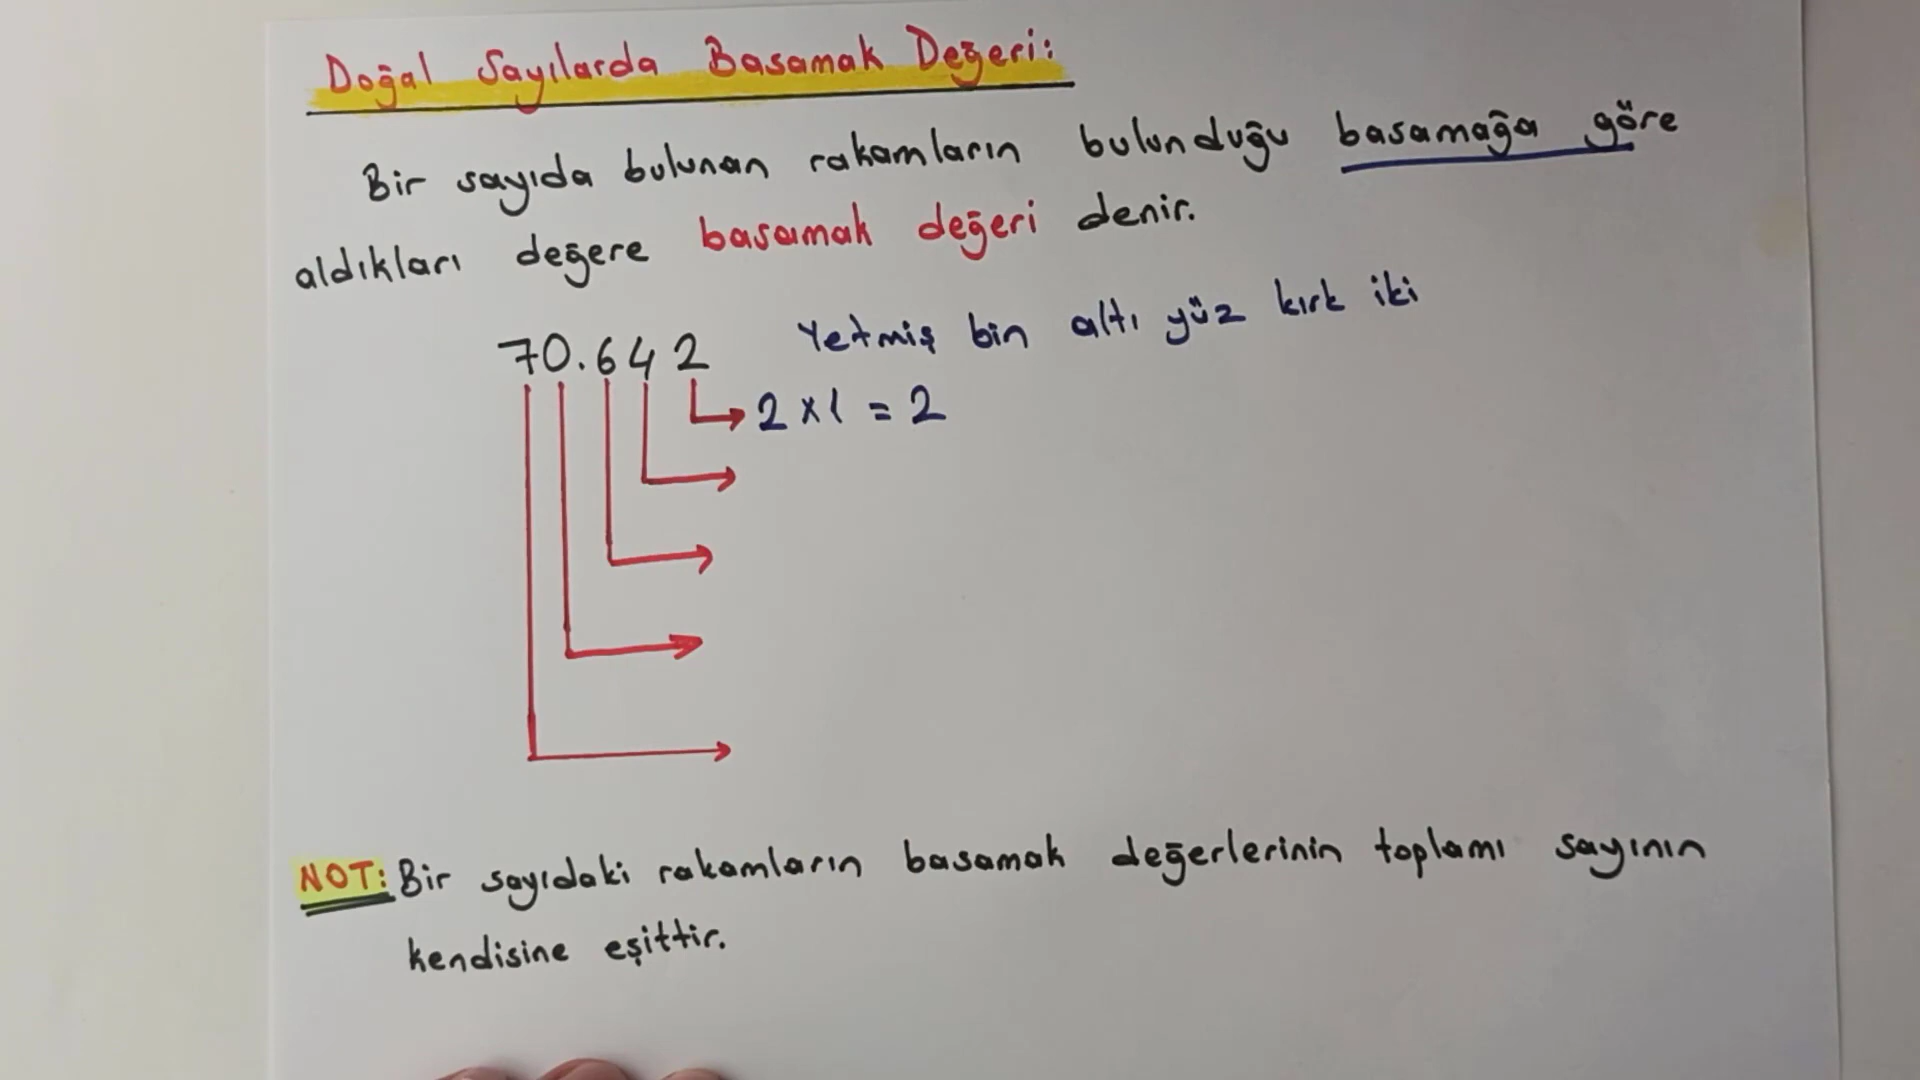 Doğal Sayılarda Basamak Değeri:
Bir sayıda bulunan rakamların bulunduğu basamağa göre
aldıkları değere basamak değeri denir.
70.642 Yetmiş bin altı yüz kırk iki
2 x 1 = 2
NOT: Bir sayıdaki rakamların basamak değerlerinin toplamı sayının
kendisine eşittir.